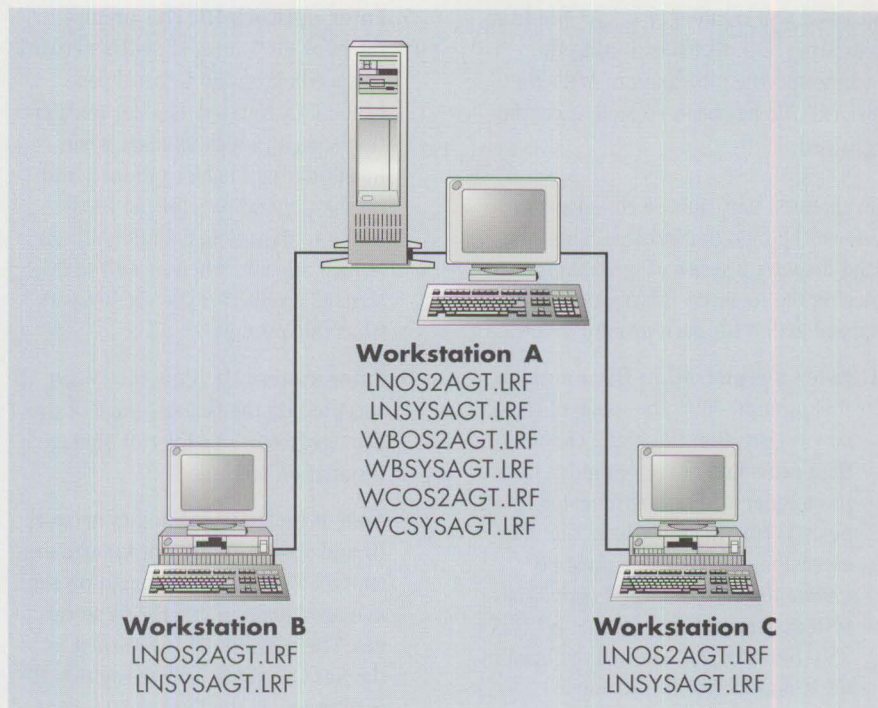 Workstation A
LNOS2AGT.LRF
LNSYSAGT.LRF
WBOS2AGT.LRF
WBSYSAGT.LRF
WCOS2AGT.LRF
WCSYSAGT.LRF
Workstation B
LNOS2AGT.LRF
LNSYSAGT.LRF
Workstation C
LNOS2AGT.LRF
LNSYSAGT.LRF